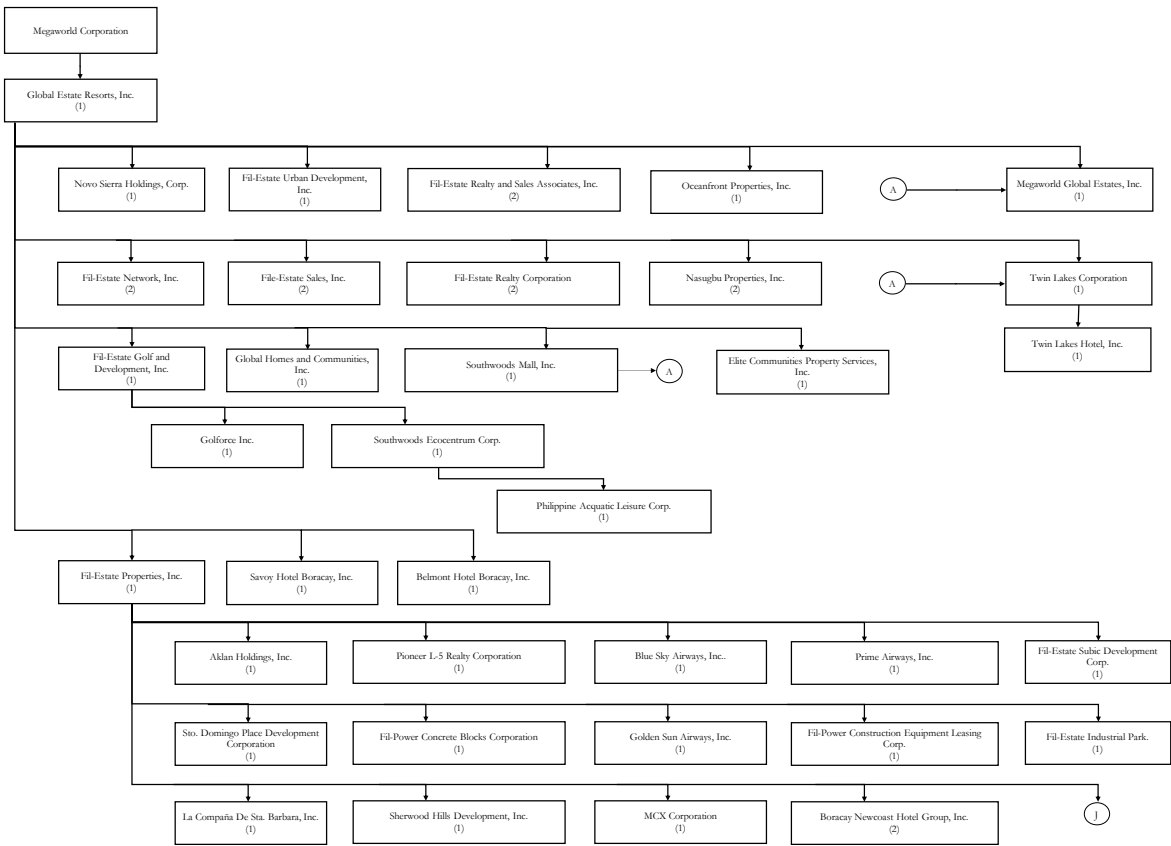 Megaworld Corporation
Global Estate Resorts, Inc.
(1)
Novo Sierra Holdings, Corp.
(1)
Fil-Estate Urban Development,
Inc.
(1)
Fil-Estate Realty and Sales Associates, Inc.
(2)
Oceanfront Properties, Inc.
(1)
A
Megaworld Global Estates, Inc.
(1)
Fil-Estate Network, Inc.
(2)
File-Estate Sales, Inc.
(2)
Fil-Estate Realty Corporation
(2)
Nasugbu Properties, Inc.
(2)
A
Twin Lakes Corporation
(1)
Fil-Estate Golf and
Development, Inc.
(1)
Global Homes and Communities,
Inc.
(1)
Southwoods Mall, Inc.
(1)
A
Elite Communities Property Services,
Inc.
(1)
Twin Lakes Hotel, Inc.
(1)
Golforce Inc.
(1)
Southwoods Ecocentrum Corp.
(1)
Philippine Acquatic Leisure Corp.
(1)
Fil-Estate Properties, Inc.
(1)
Savoy Hotel Boracay, Inc.
(1)
Belmont Hotel Boracay, Inc.
(1)
Aklan Holdings, Inc.
(1)
Pioneer L-5 Realty Corporation
(1)
Blue Sky Airways, Inc..
(1)
Prime Airways, Inc.
(1)
Fil-Estate Subic Development
Corp.
(1)
Sto. Domingo Place Development
Corporation
(1)
Fil-Power Concrete Blocks Corporation
(1)
Golden Sun Airways, Inc.
(1)
Fil-Power Construction Equipment Leasing
Corp.
(1)
Fil-Estate Industrial Park.
(1)
La Compaña De Sta. Barbara, Inc.
(1)
Sherwood Hills Development, Inc.
(1)
MCX Corporation
(1)
Boracay Newcoast Hotel Group, Inc.
(2)
J